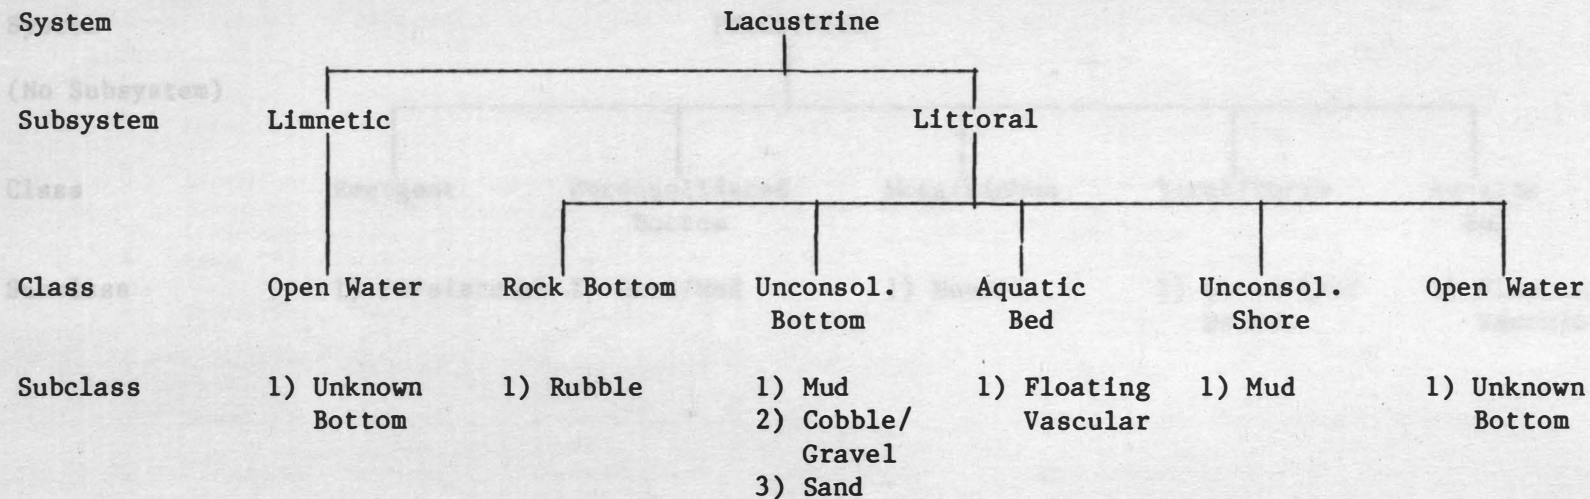 System Lacustrine
Subsystem Limnetic Littoral
Class Open Water Rock Bottom Unconsol. Aquatic Unconsol. Open Water
Bottom Bed Shore
Subclass 1) Unknown 1) Rubble 1) Mud 1) Floating 1) Mud 1) Unknown
Bottom 2) Cobble/ Vascular Bottom
Gravel
3) Sand
(No Subsystem)